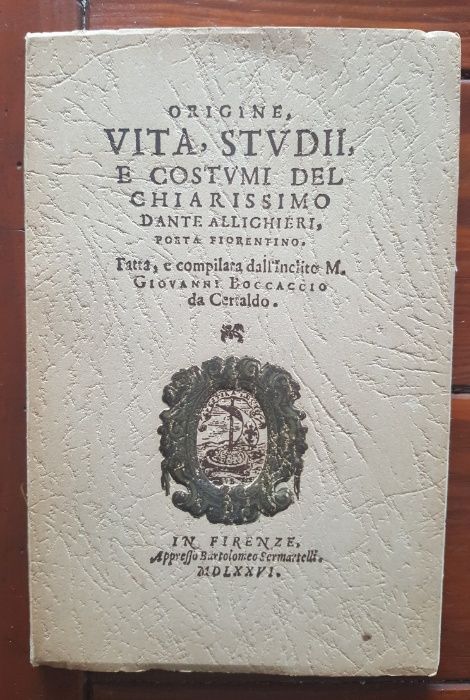 ORIGINE,
VITA, STVDII,
E COSTVMI DEL
CHIARISSIMO
DANTE ALLIGHIERI,
POETA FIORENTINO.
Fatta, e compilata dall'Inclito M.
GIOVANNI BOCCACCIO
da Certaldo.
IN FIRENZE,
Appresso Bartolomeo Sermartelli.
MDLXXVI.